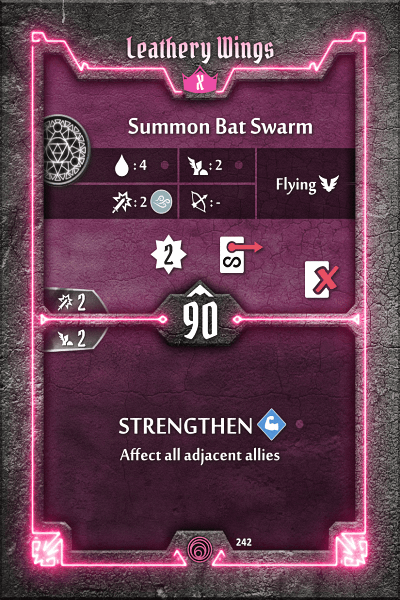 Leathery Wings
X
Summon Bat Swarm
: 4
: 2
Flying
: 2
: -
2
2
90
2
STRENGTHEN
Affect all adjacent allies
242